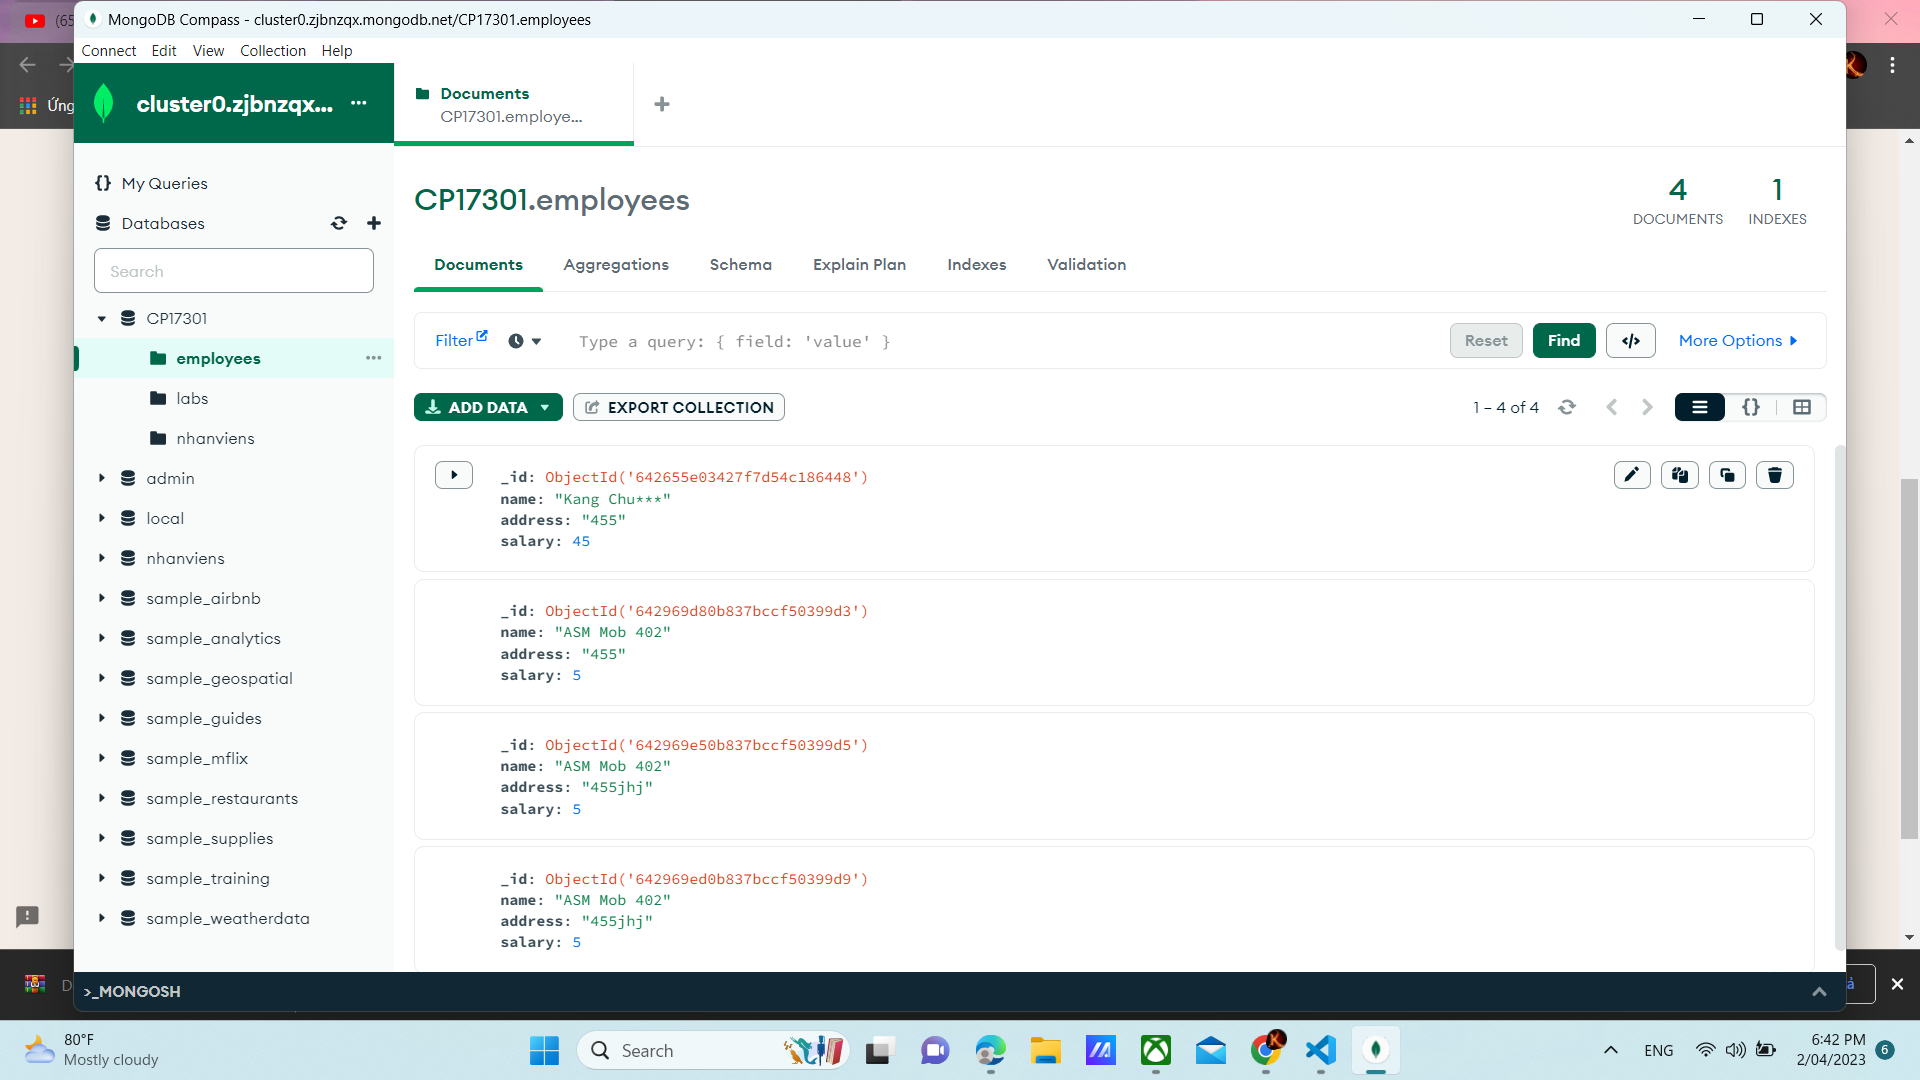 (65
MongoDB Compass - cluster0.zjbnzqx.mongodb.net/CP17301.employees
Connect Edit View Collection Help
Ứng
cluster0.zjbnzqx...
Documents
CP17301.employe...
My Queries
Databases
Search
CP17301
employees
labs
nhanviens
admin
local
nhanviens
sample_airbnb
sample_analytics
sample_geospatial
sample_guides
sample_mflix
sample_restaurants
sample_supplies
sample_training
sample_weatherdata
CP17301.employees
4
DOCUMENTS
1
INDEXES
Documents Aggregations Schema Explain Plan Indexes Validation
Filter Type a query: { field: 'value' } Reset Find </> More Options
ADD DATA EXPORT COLLECTION 1 – 4 of 4 {}
_id: ObjectId('642655e03427f7d54c186448')
name: "Kang Chu***"
address: "455"
salary: 45
_id: ObjectId('642969d80b837bccf50399d3')
name: "ASM Mob 402"
address: "455"
salary: 5
_id: ObjectId('642969e50b837bccf50399d5')
name: "ASM Mob 402"
address: "455jhj"
salary: 5
_id: ObjectId('642969ed0b837bccf50399d9')
name: "ASM Mob 402"
address: "455jhj"
salary: 5
D
>_MONGOSH
ả
80°F
Mostly cloudy
Search
ENG
6:42 PM
2/04/2023
6